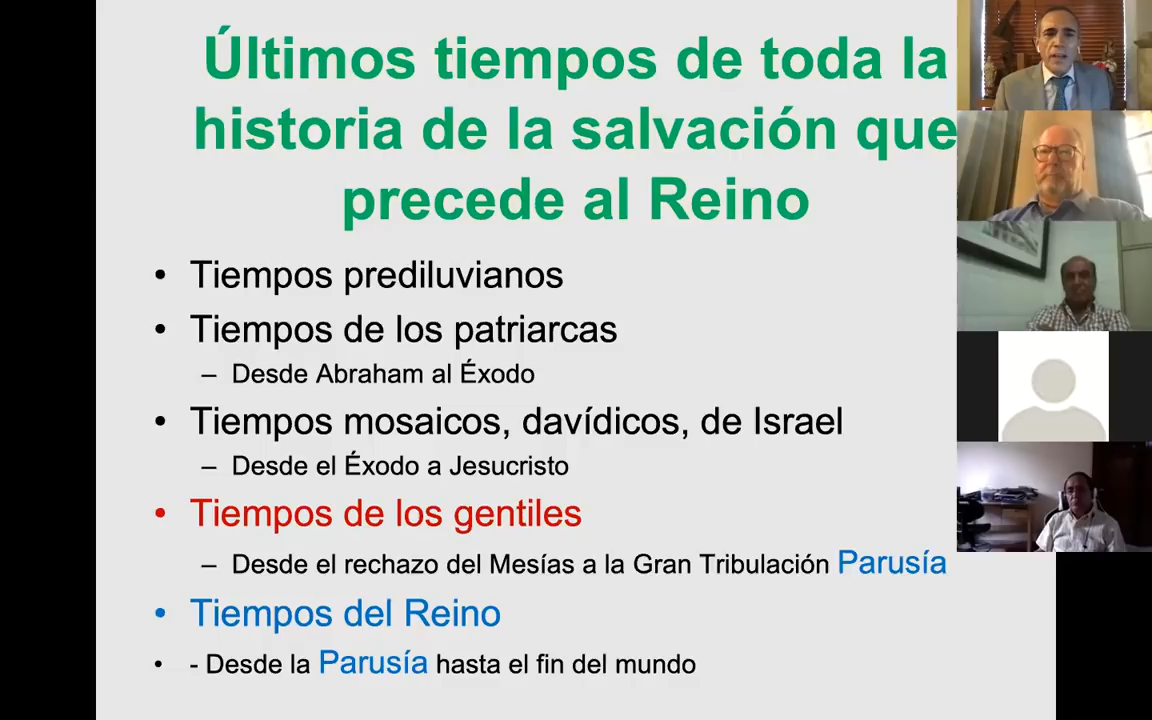 Últimos tiempos de toda la
historia de la salvación que
precede al Reino
• Tiempos prediluvianos
• Tiempos de los patriarcas
– Desde Abraham al Éxodo
• Tiempos mosaicos, davídicos, de Israel
– Desde el Éxodo a Jesucristo
• Tiempos de los gentiles
– Desde el rechazo del Mesías a la Gran Tribulación Parusía
• Tiempos del Reino
• - Desde la Parusía hasta el fin del mundo